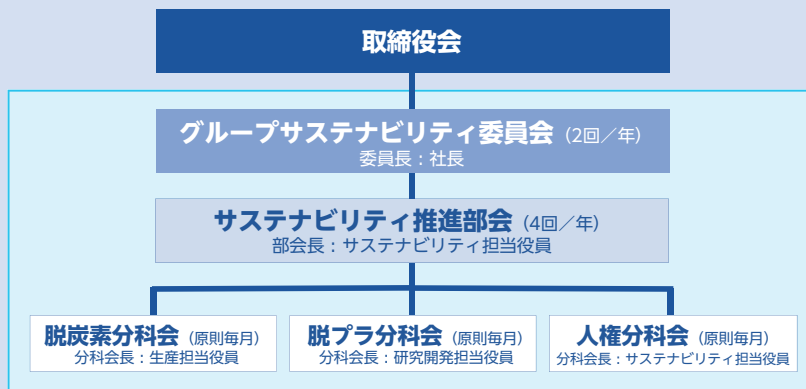 取締役会
グループサステナビリティ委員会（2回／年）
委員長：社長
サステナビリティ推進部会（4回／年）
部会長：サステナビリティ担当役員
脱炭素分科会（原則毎月）
分科会長：生産担当役員
脱プラ分科会（原則毎月）
分科会長：研究開発担当役員
人権分科会（原則毎月）
分科会長：サステナビリティ担当役員